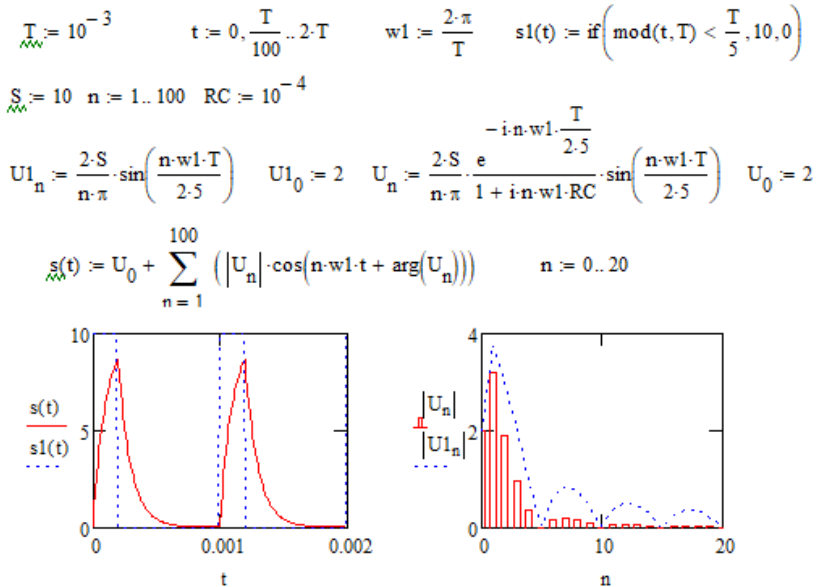 T := 10^-3    t := 0, T/100 .. 2·T    w1 := 2·π/T    s1(t) := if(mod(t,T) < T/5, 10, 0)
S := 10    n := 1.. 100    RC := 10^-4
U1_n := 2·S/n·π · sin(n·w1·T/2·5)    U1_0 := 2    U_n := 2·S/n·π · e^(-i·n·w1·T/2·5)/1 + i·n·w1·RC · sin(n·w1·T/2·5)    U_0 := 2
s(t) := U_0 + ∑_(n = 1)^100 (|U_n|·cos(n·w1·t + arg(U_n)))    n := 0.. 20
10
5
0
s(t)
s1(t)
0    0.001    0.002
t
4
2
0
|U_n|
|U1_n|
0    10    20
n